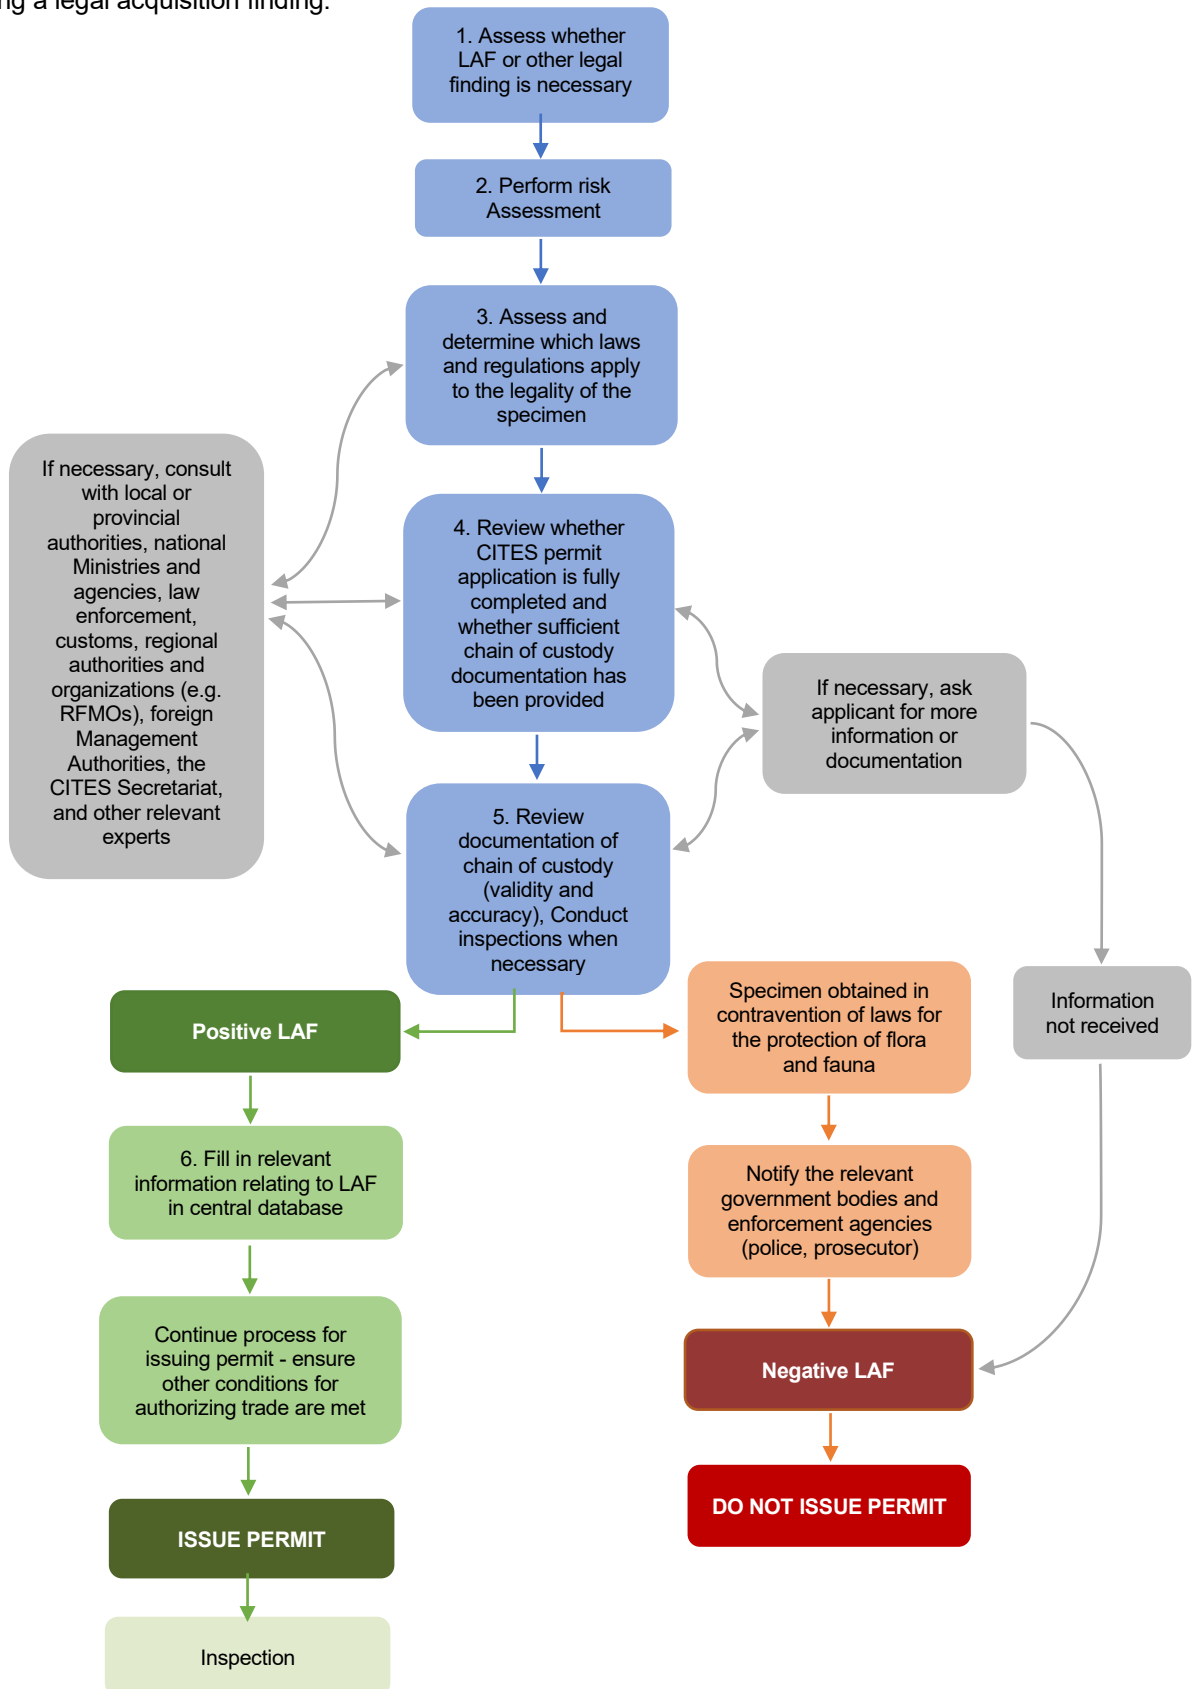 ng a legal acquisition finding.
1. Assess whether
LAF or other legal
finding is necessary
2. Perform risk
Assessment
3. Assess and
determine which laws
and regulations apply
to the legality of the
specimen
If necessary, consult
with local or
provincial
authorities, national
Ministries and
agencies, law
enforcement,
customs, regional
authorities and
organizations (e.g.
RFMOs), foreign
Management
Authorities, the
CITES Secretariat,
and other relevant
experts
4. Review whether
CITES permit
application is fully
completed and
whether sufficient
chain of custody
documentation has
been provided
If necessary, ask
applicant for more
information or
documentation
5. Review
documentation of
chain of custody
(validity and
accuracy), Conduct
inspections when
necessary
Positive LAF
Specimen obtained in
contravention of laws for
the protection of flora
and fauna
Information
not received
6. Fill in relevant
information relating to LAF
in central database
Notify the relevant
government bodies and
enforcement agencies
(police, prosecutor)
Continue process for
issuing permit - ensure
other conditions for
authorizing trade are met
Negative LAF
ISSUE PERMIT
DO NOT ISSUE PERMIT
Inspection